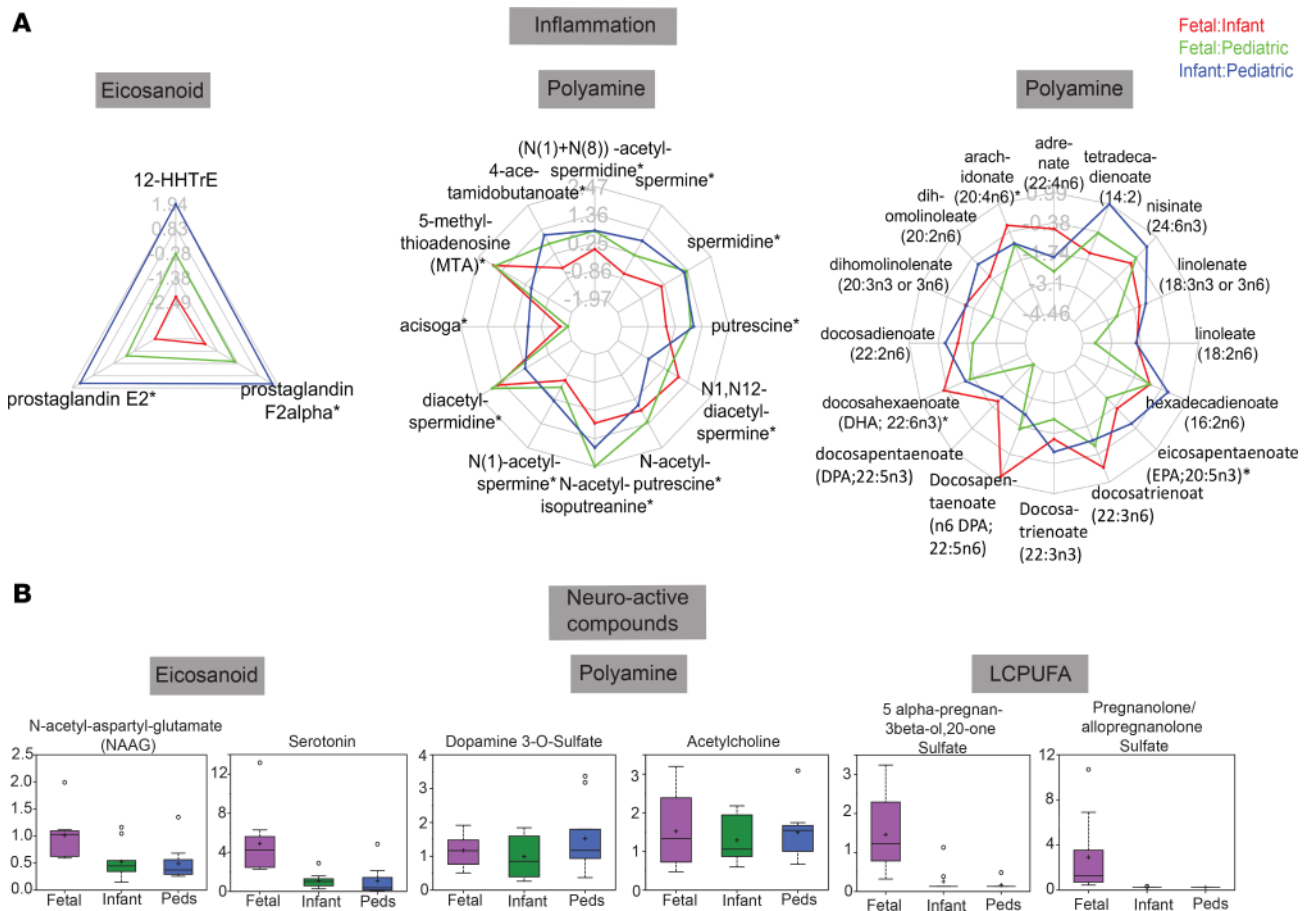 A
Inflammation
Fetal:Infant
Fetal:Pediatric
Infant:Pediatric
Eicosanoid
Polyamine
Polyamine
12-HHTrE
1.94
0.83
-0.28
-1.38
-2.49
prostaglandin E2*
prostaglandin
F2alpha*
(N(1)+N(8)) -acetyl-
spermidine*
4-ace-
tamidobutanoate*
5-methyl-
thioadenosine
(MTA)*
acisoga*
diacetyl-
spermidine*
N(1)-acetyl-
spermine*
N-acetyl-
isoputreanine*
N-acetyl-
putrescine*
N1,N12-
diacetyl-
spermine*
putrescine*
spermidine*
spermine*
2.47
1.36
0.25
-0.86
-1.97
adre-
nate
(22:4n6)
tetradeca-
dienoate
(14:2)
nisinate
(24:6n3)
linolenate
(18:3n3 or 3n6)
linoleate
(18:2n6)
hexadecadienoate
(16:2n6)
eicosapentaenoate
(EPA;20:5n3)*
docosatrienoat
(22:3n6)
Docosa-
trienoate
(22:3n3)
Docosapen-
taenoate
(n6 DPA;
22:5n6)
docosapentaenoate
(DPA;22:5n3)
docosahexaenoate
(DHA; 22:6n3)*
docosadienoate
(22:2n6)
dihomolinolenate
(20:3n3 or 3n6)
dih-
omolinoleate
(20:2n6)
arach-
idonate
(20:4n6)*
0.99
-0.38
-1.74
-3.1
-4.46
B
Neuro-active
compounds
Eicosanoid
Polyamine
LCPUFA
N-acetyl-aspartyl-glutamate
(NAAG)
2.5
2.0
1.5
1.0
0.5
0.0
Fetal Infant Peds
Serotonin
12
8
4
0
Fetal Infant Peds
Dopamine 3-O-Sulfate
4
3
2
1
0
Fetal Infant Peds
Acetylcholine
3
2
1
0
Fetal Infant Peds
5 alpha-pregnan-
3beta-ol,20-one
Sulfate
3
2
1
0
Fetal Infant Peds
Pregnanolone/
allopregnanolone
Sulfate
12
8
4
0
Fetal Infant Peds